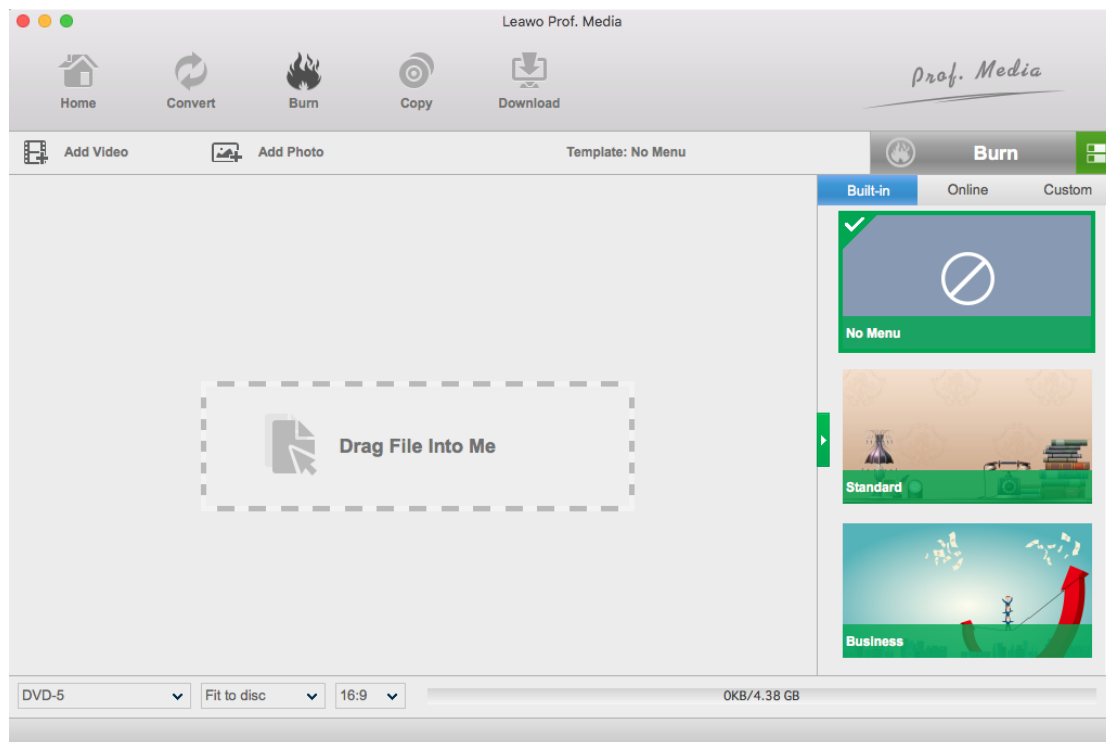 Leawo Prof. Media
Home Convert Burn Copy Download
Prof. Media
Add Video Add Photo Template: No Menu Burn
Built-in Online Custom
No Menu
Drag File Into Me
Standard
Business
DVD-5 Fit to disc 16:9 0KB/4.38 GB